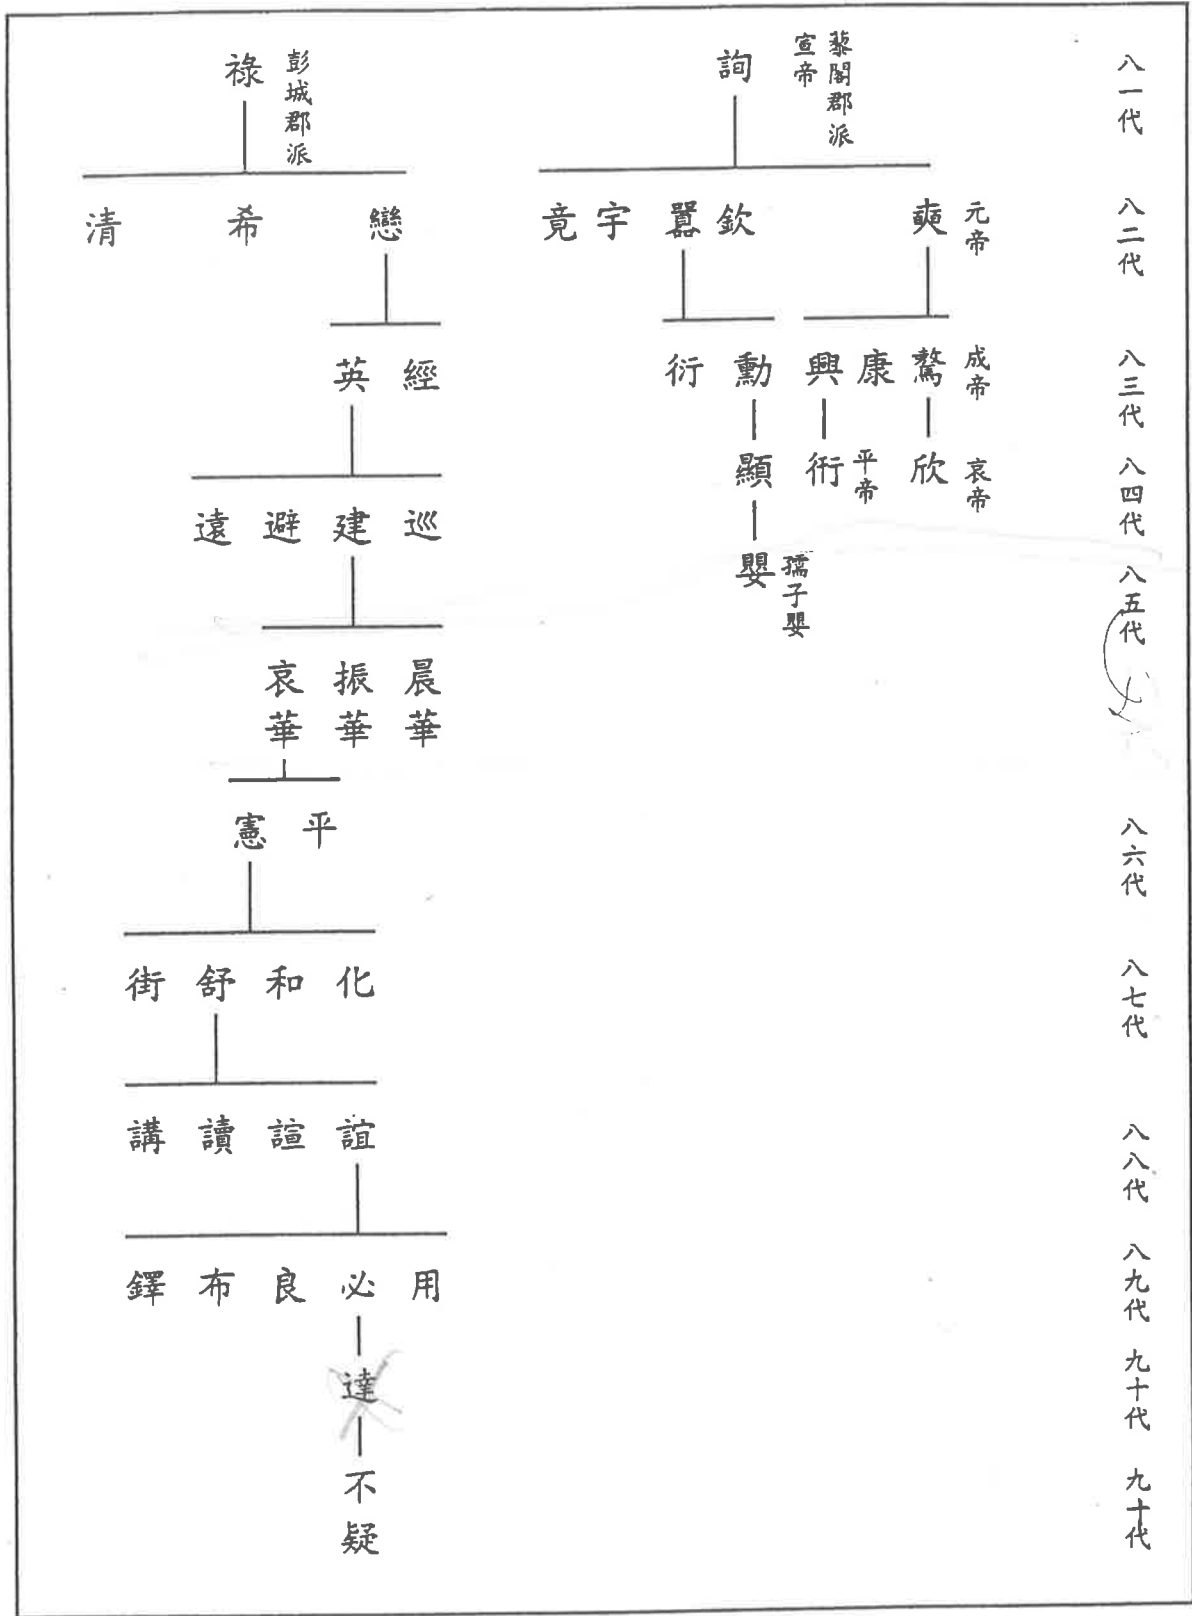 八一代
藜閣郡派
宣帝
詢
彭城郡派
祿
八二代
元帝
奭
欽
囂
宇
竟
戀
希
清
八三代
成帝
驁
康
興
勳
衍
經
英
八四代
哀帝
欣
平帝
衎
顯
巡
建
避
遠
八五代
孺子嬰
嬰
晨華
振華
哀華
八六代
平
憲
八七代
化
和
舒
街
八八代
誼
諠
讀
講
八九代
用
必
良
布
鐸
九十代
達
九十代
不疑